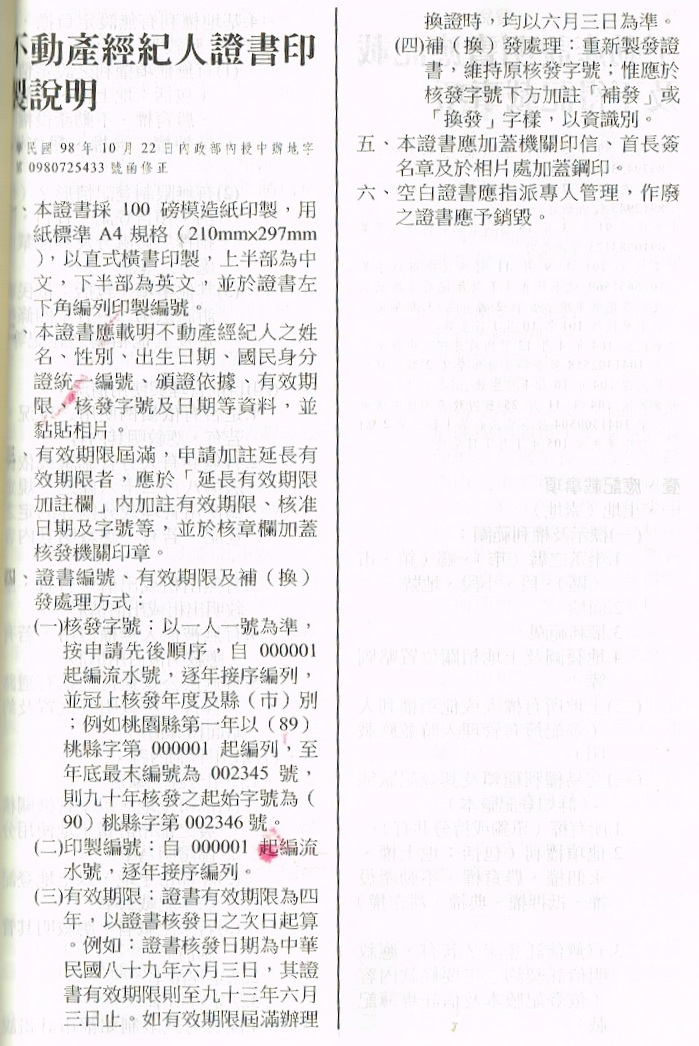 不動產經紀人證書印
製說明
華民國 98 年 10 月 22 日內政部內授中辦地字
第 0980725433 號函修正
、本證書採 100 磅模造紙印製，用
紙標準 A4 規格（210mmx297mm
），以直式橫書印製，上半部為中
文，下半部為英文，並於證書左
下角編列印製編號。
、本證書應載明不動產經紀人之姓
名、性別、出生日期、國民身分
證統一編號、頒證依據、有效期
限、核發字號及日期等資料，並
黏貼相片。
、有效期限屆滿，申請加註延長有
效期限者，應於「延長有效期限
加註欄」內加註有效期限、核准
日期及字號等，並於核章欄加蓋
核發機關印章。
、證書編號、有效期限及補（換）
發處理方式
(一)核發字號：以一人一號為準，
按申請先後順序，自 000001
起編流水號，逐年接序編列，
並冠上核發年度及縣（市）別
；例如桃園縣第一年以（89）
桃縣字第 000001 起編列，至
年底最末編號為 002345 號，
則九十年核發之起始字號為（
90）桃縣字第 002346 號。
(二)印製編號：自 000001 起編流
水號，逐年接序編列。
(三)有效期限：證書有效期限為四
年，以證書核發日之次日起算
。例如：證書核發日期為中華
民國八十九年六月三日，其證
書有效期限則至九十三年六月
三日止。如有效期限屆滿辦理
換證時，均以六月三日為準。
(四)補（換）發處理：重新製發證
書，維持原核發字號；惟應於
核發字號下方加註「補發」或
「換發」字樣，以資識別。
五、本證書應加蓋機關印信、首長簽
名章及於相片處加蓋鋼印。
六、空白證書應指派專人管理，作廢
之證書應予銷毀。